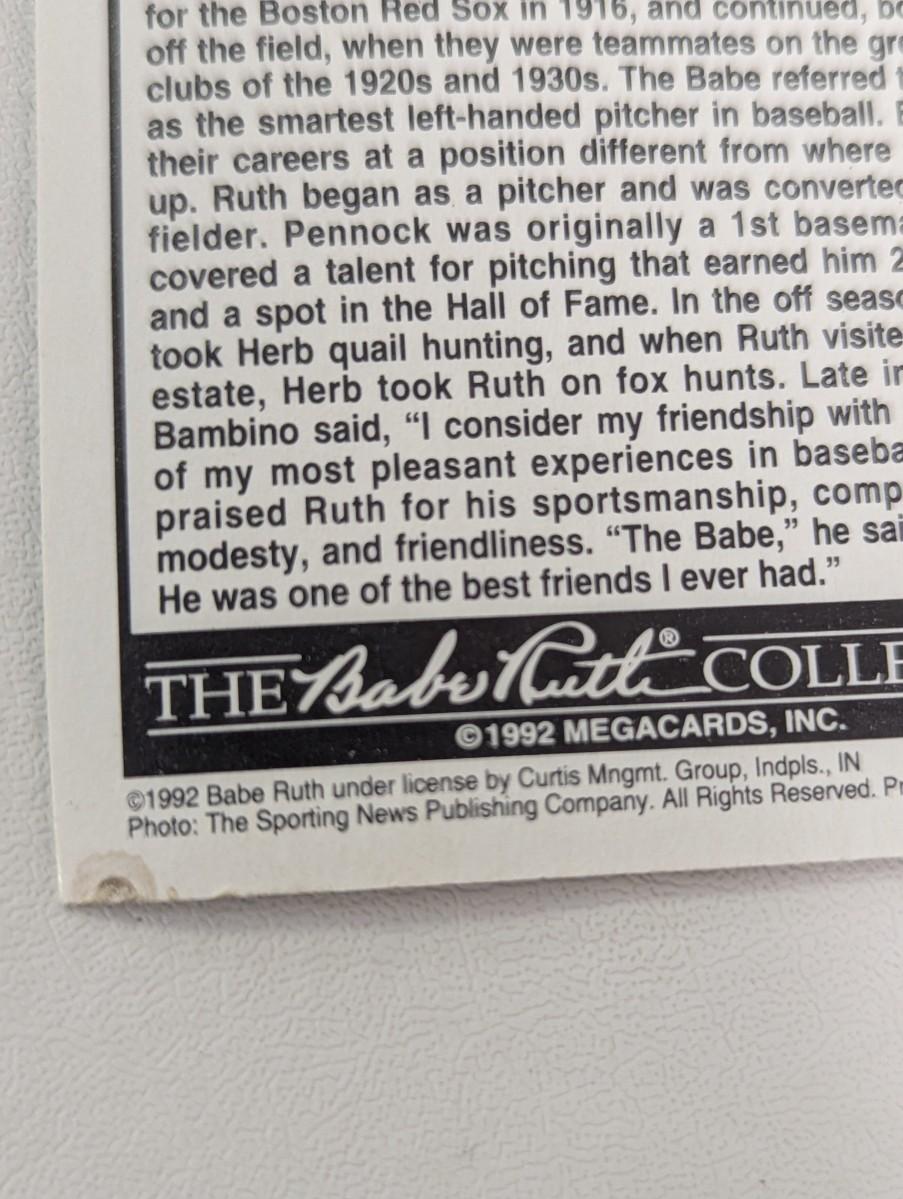 for the Boston Red Sox in 1916, and continued,
off the field, when they were teammates on the
clubs of the 1920s and 1930s. The Babe referred
as the smartest left-handed pitcher in baseball.
their careers at a position different from where
up. Ruth began as a pitcher and was
fielder. Pennock was originally a 1st
covered a talent for pitching that earned him
and a spot in the Hall of Fame. In the off
took Herb quail hunting, and when Ruth
estate, Herb took Ruth on fox hunts. Late
Bambino said, “I consider my friendship with
of my most pleasant experiences in
praised Ruth for his sportsmanship,
modesty, and friendliness. “The Babe,” he
He was one of the best friends I ever had.”
THE Babe Ruth® COLLE
©1992 MEGACARDS, INC.
©1992 Babe Ruth under license by Curtis Mngmt. Group, Indpls., IN
Photo: The Sporting News Publishing Company. All Rights Reserved.